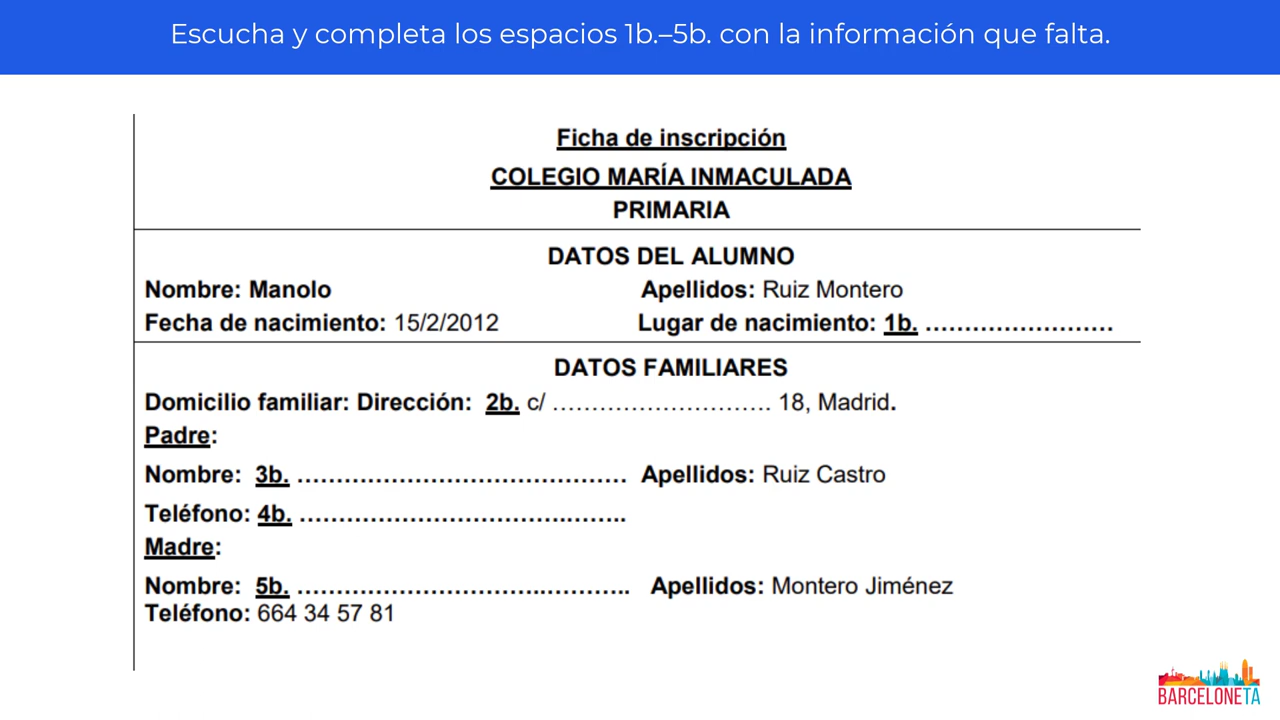 Escucha y completa los espacios 1b.–5b. con la información que falta.
Ficha de inscripción
COLEGIO MARÍA INMACULADA
PRIMARIA
DATOS DEL ALUMNO
Nombre: Manolo Apellidos: Ruiz Montero
Fecha de nacimiento: 15/2/2012 Lugar de nacimiento: 1b. ……………………
DATOS FAMILIARES
Domicilio familiar: Dirección: 2b. c/ ………………………. 18, Madrid.
Padre:
Nombre: 3b. …………………………………… Apellidos: Ruiz Castro
Teléfono: 4b. …………………………….……..
Madre:
Nombre: 5b. …………………………..……….. Apellidos: Montero Jiménez
Teléfono: 664 34 57 81
BARCELONETA